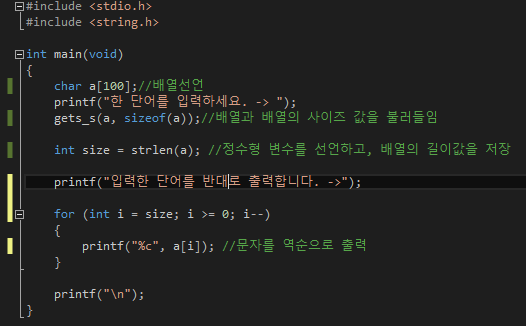 #include <stdio.h>
#include <string.h>
int main(void)
{
char a[100];//배열선언
printf("한 단어를 입력하세요. -> ");
gets_s(a, sizeof(a));//배열과 배열의 사이즈 값을 불러들임
int size = strlen(a); //정수형 변수를 선언하고, 배열의 길이값을 저장
printf("입력한 단어를 반대로 출력합니다. ->");
for (int i = size; i >= 0; i--)
{
printf("%c", a[i]); //문자를 역순으로 출력
}
printf("\n");
}